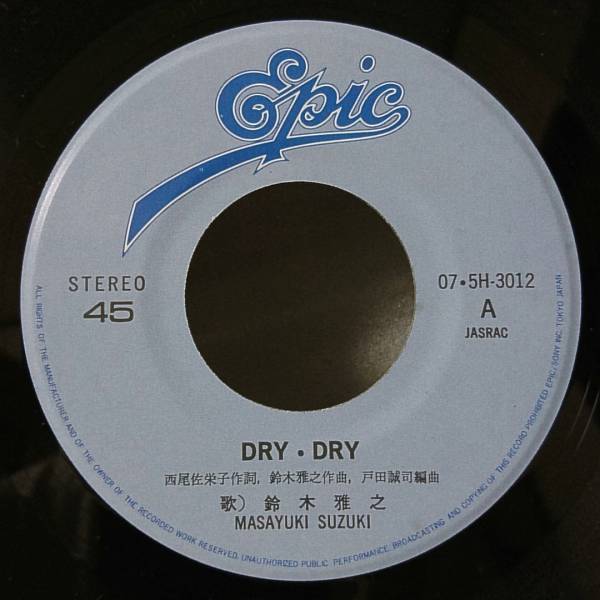 Epic
STEREO
45
07・5H-3012
A
JASRAC
DRY・DRY
西尾佐栄子作詞, 鈴木雅之作曲, 戸田誠司編曲
歌) 鈴木雅之
MASAYUKI SUZUKI
ALL RIGHTS OF THE MANUFACTURER AND OF THE OWNER OF THE RECORDED WORK RESERVED. UNAUTHORIZED PUBLIC PERFORMANCE, BROADCASTING AND COPYING OF THIS RECORD PROHIBITED EPIC/SONY INC. TOKYO JAPAN